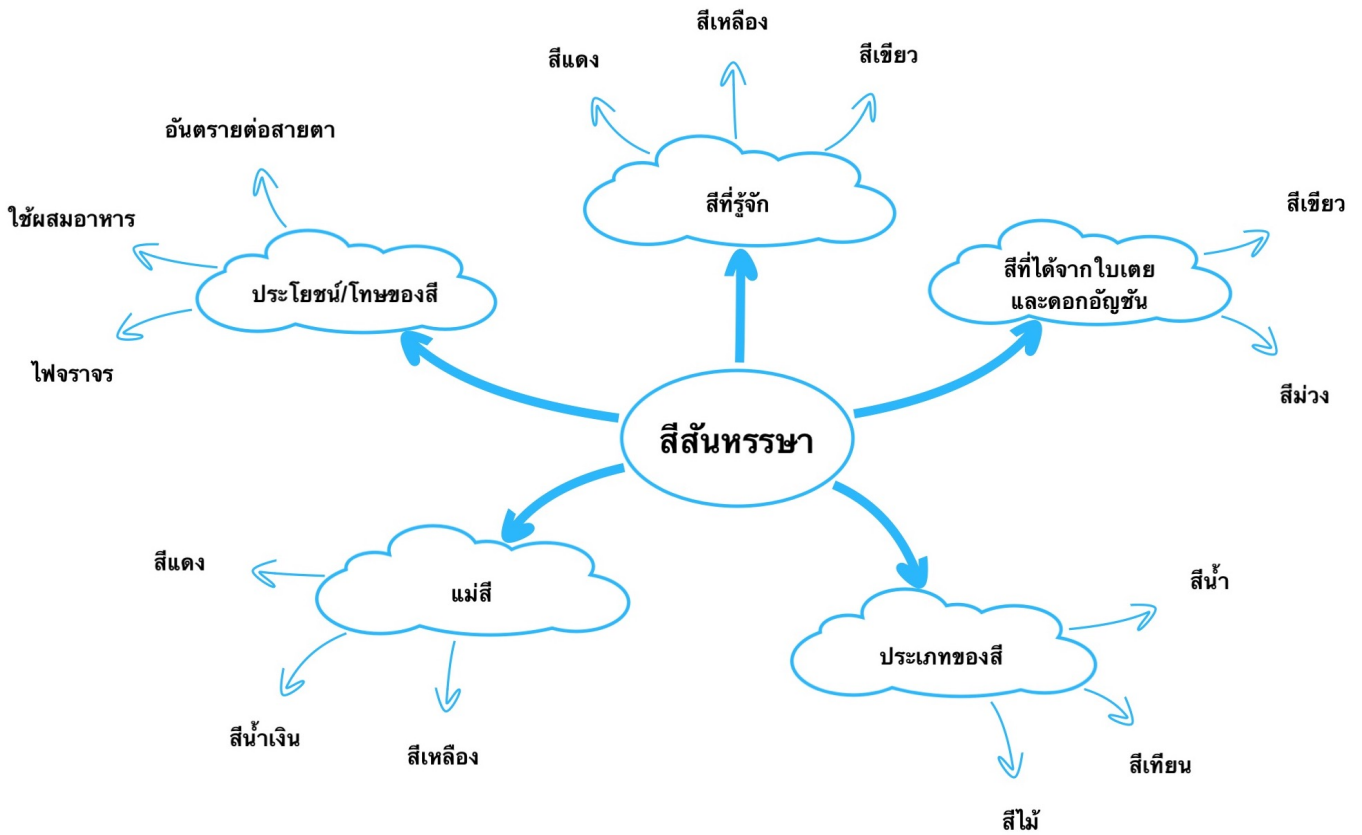 สีเหลือง
สีแดง
สีเขียว
สีที่รู้จัก
อันตรายต่อสายตา
ใช้ผสมอาหาร
ประโยชน์/โทษของสี
ไฟจราจร
สีเขียว
สีที่ได้จากใบเตย
และดอกอัญชัน
สีม่วง
สีสันหรรษา
สีแดง
แม่สี
สีน้ำเงิน
สีเหลือง
สีน้ำ
ประเภทของสี
สีเทียน
สีไม้